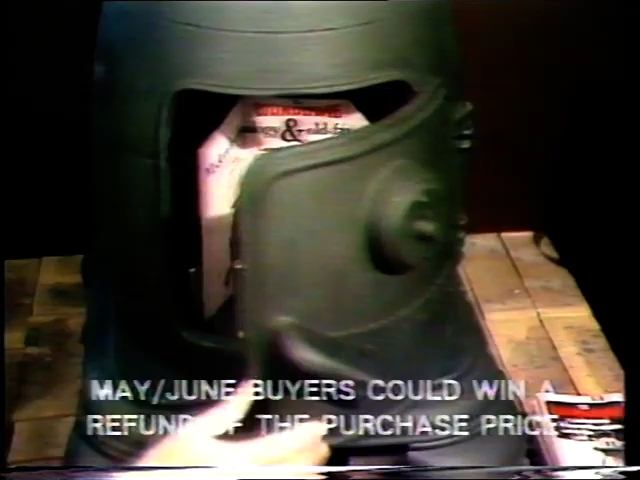 &
MAY/JUNE BUYERS COULD WIN A
REFUND OF THE PURCHASE PRICE